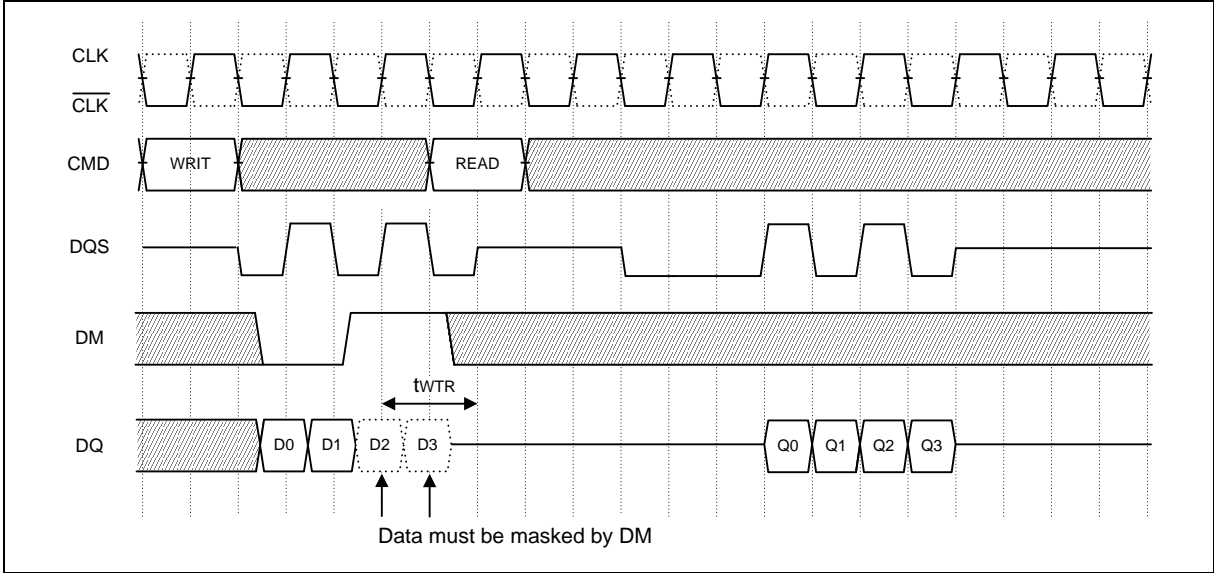 CLK
CLK
CMD WRIT READ
DQS
DM
tWTR
DQ D0 D1 D2 D3 Q0 Q1 Q2 Q3
Data must be masked by DM